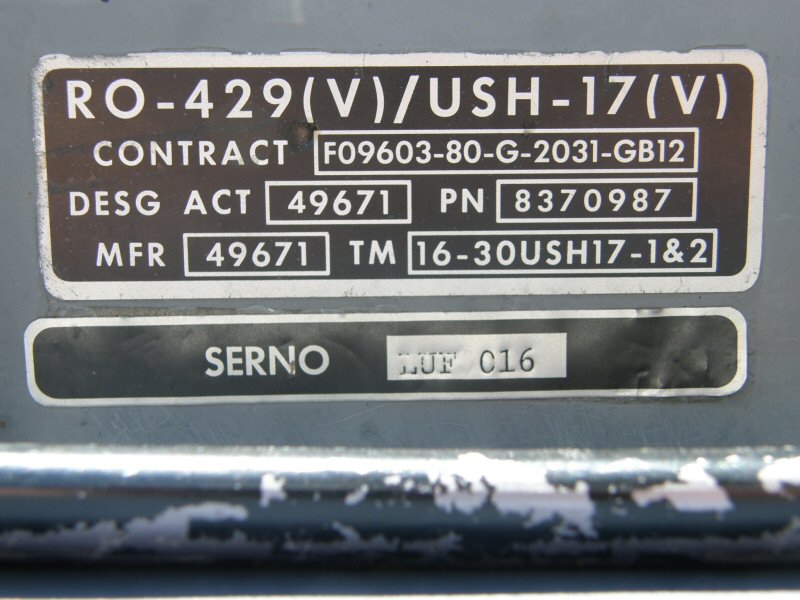 RO-429(V)/USH-17(V)
CONTRACT F09603-80-G-2031-GB12
DESG ACT 49671 PN 8370987
MFR 49671 TM 16-30USH17-1&2
SERNO LUF 016